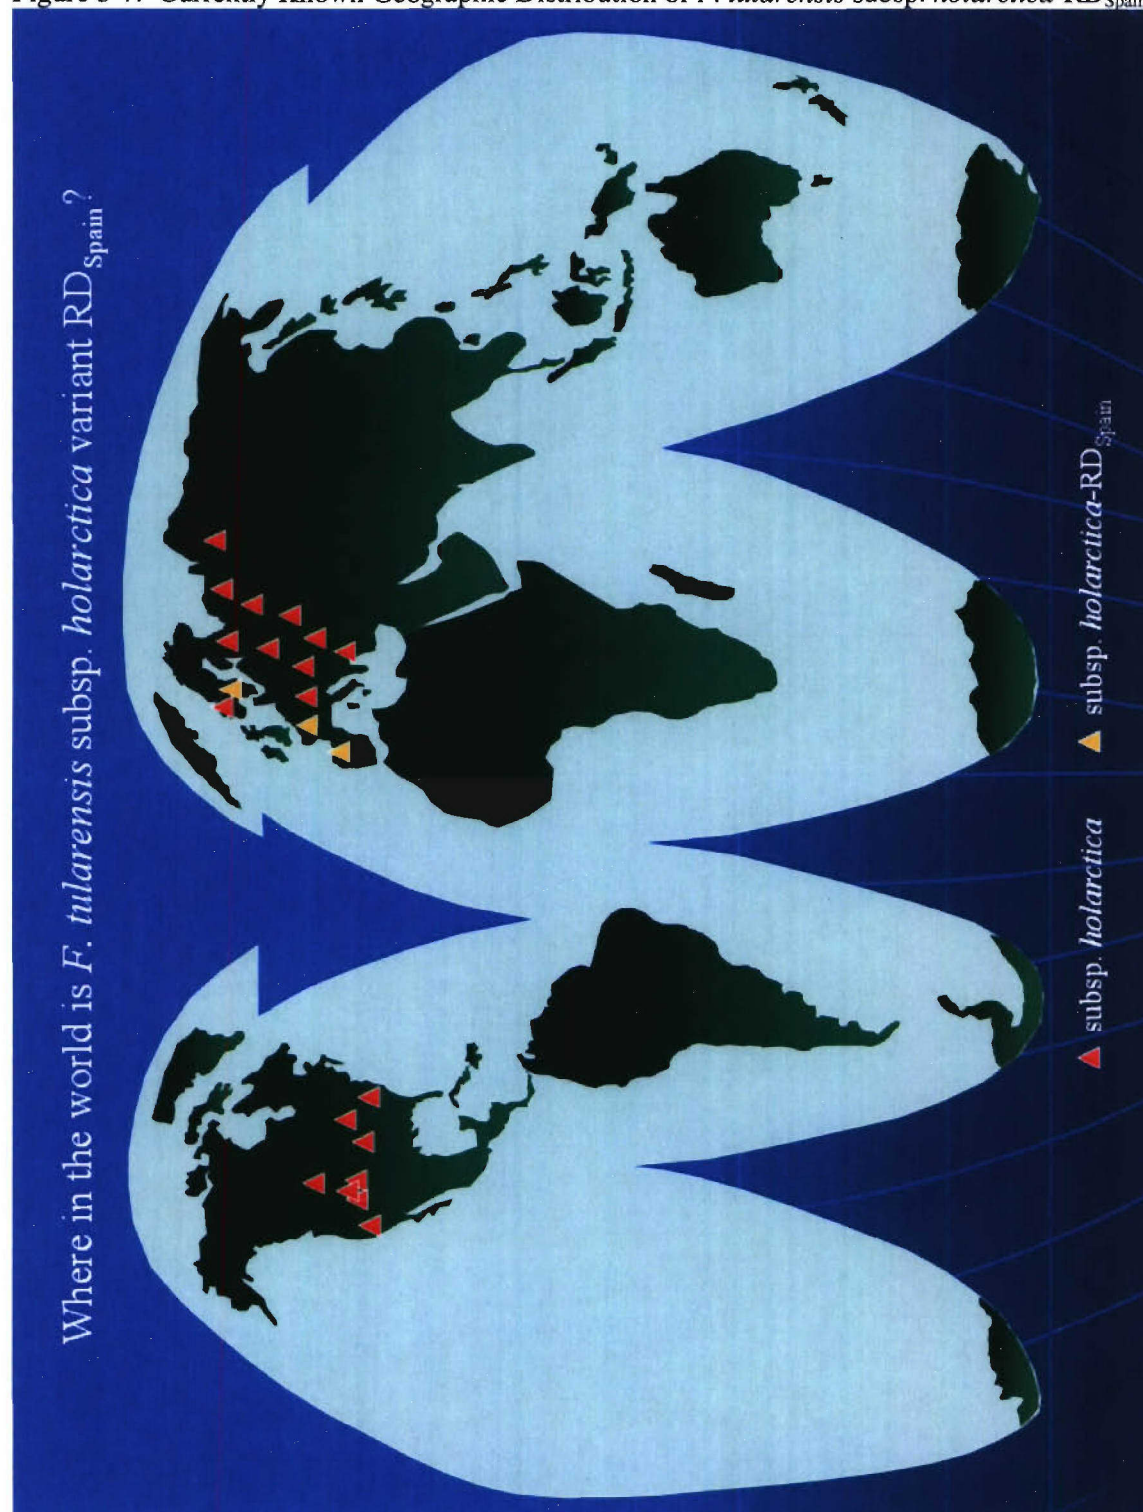 Figure 3-7. Currently Known Geographic Distribution of F. tularensis subsp. holarctica-RDSpain
Where in the world is F. tularensis subsp. holarctica variant RDSpain?
subsp. holarctica
subsp. holarctica-RDSpain